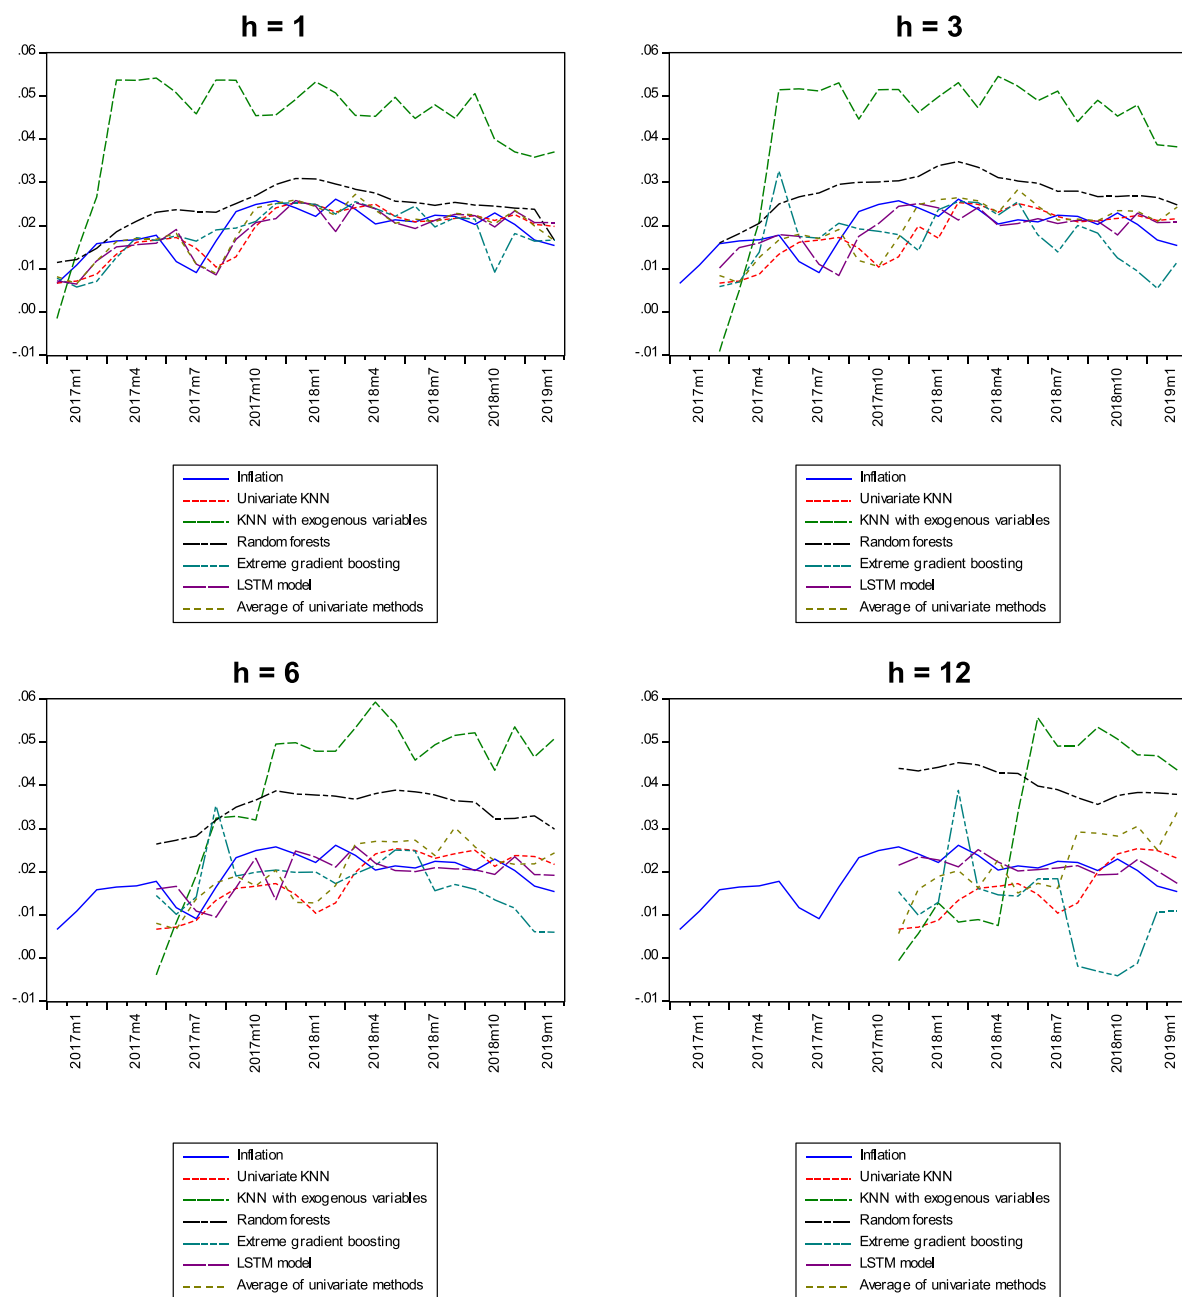 h = 1
.06
.05
.04
.03
.02
.01
.00
-.01
2017m1
2017m4
2017m7
2017m10
2018m1
2018m4
2018m7
2018m10
2019m1
Inflation
Univariate KNN
KNN with exogenous variables
Random forests
Extreme gradient boosting
LSTM model
Average of univariate methods
h = 3
.06
.05
.04
.03
.02
.01
.00
-.01
2017m1
2017m4
2017m7
2017m10
2018m1
2018m4
2018m7
2018m10
2019m1
Inflation
Univariate KNN
KNN with exogenous variables
Random forests
Extreme gradient boosting
LSTM model
Average of univariate methods
h = 6
.06
.05
.04
.03
.02
.01
.00
-.01
2017m1
2017m4
2017m7
2017m10
2018m1
2018m4
2018m7
2018m10
2019m1
Inflation
Univariate KNN
KNN with exogenous variables
Random forests
Extreme gradient boosting
LSTM model
Average of univariate methods
h = 12
.06
.05
.04
.03
.02
.01
.00
-.01
2017m1
2017m4
2017m7
2017m10
2018m1
2018m4
2018m7
2018m10
2019m1
Inflation
Univariate KNN
KNN with exogenous variables
Random forests
Extreme gradient boosting
LSTM model
Average of univariate methods